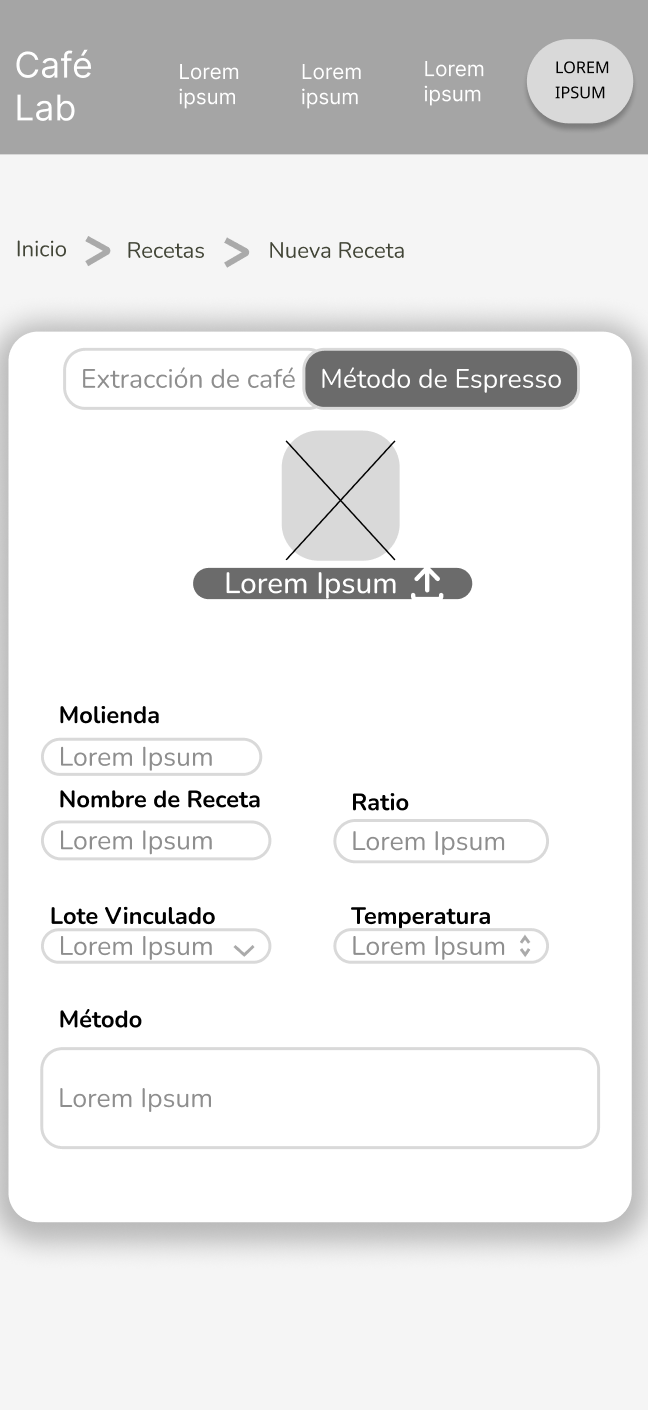 Café
Lab
Lorem
ipsum
Lorem
ipsum
Lorem
ipsum
LOREM
IPSUM
Inicio > Recetas > Nueva Receta
Extracción de café Método de Espresso
Lorem Ipsum
Molienda
Lorem Ipsum
Nombre de Receta
Lorem Ipsum
Ratio
Lorem Ipsum
Lote Vinculado
Lorem Ipsum
Temperatura
Lorem Ipsum
Método
Lorem Ipsum